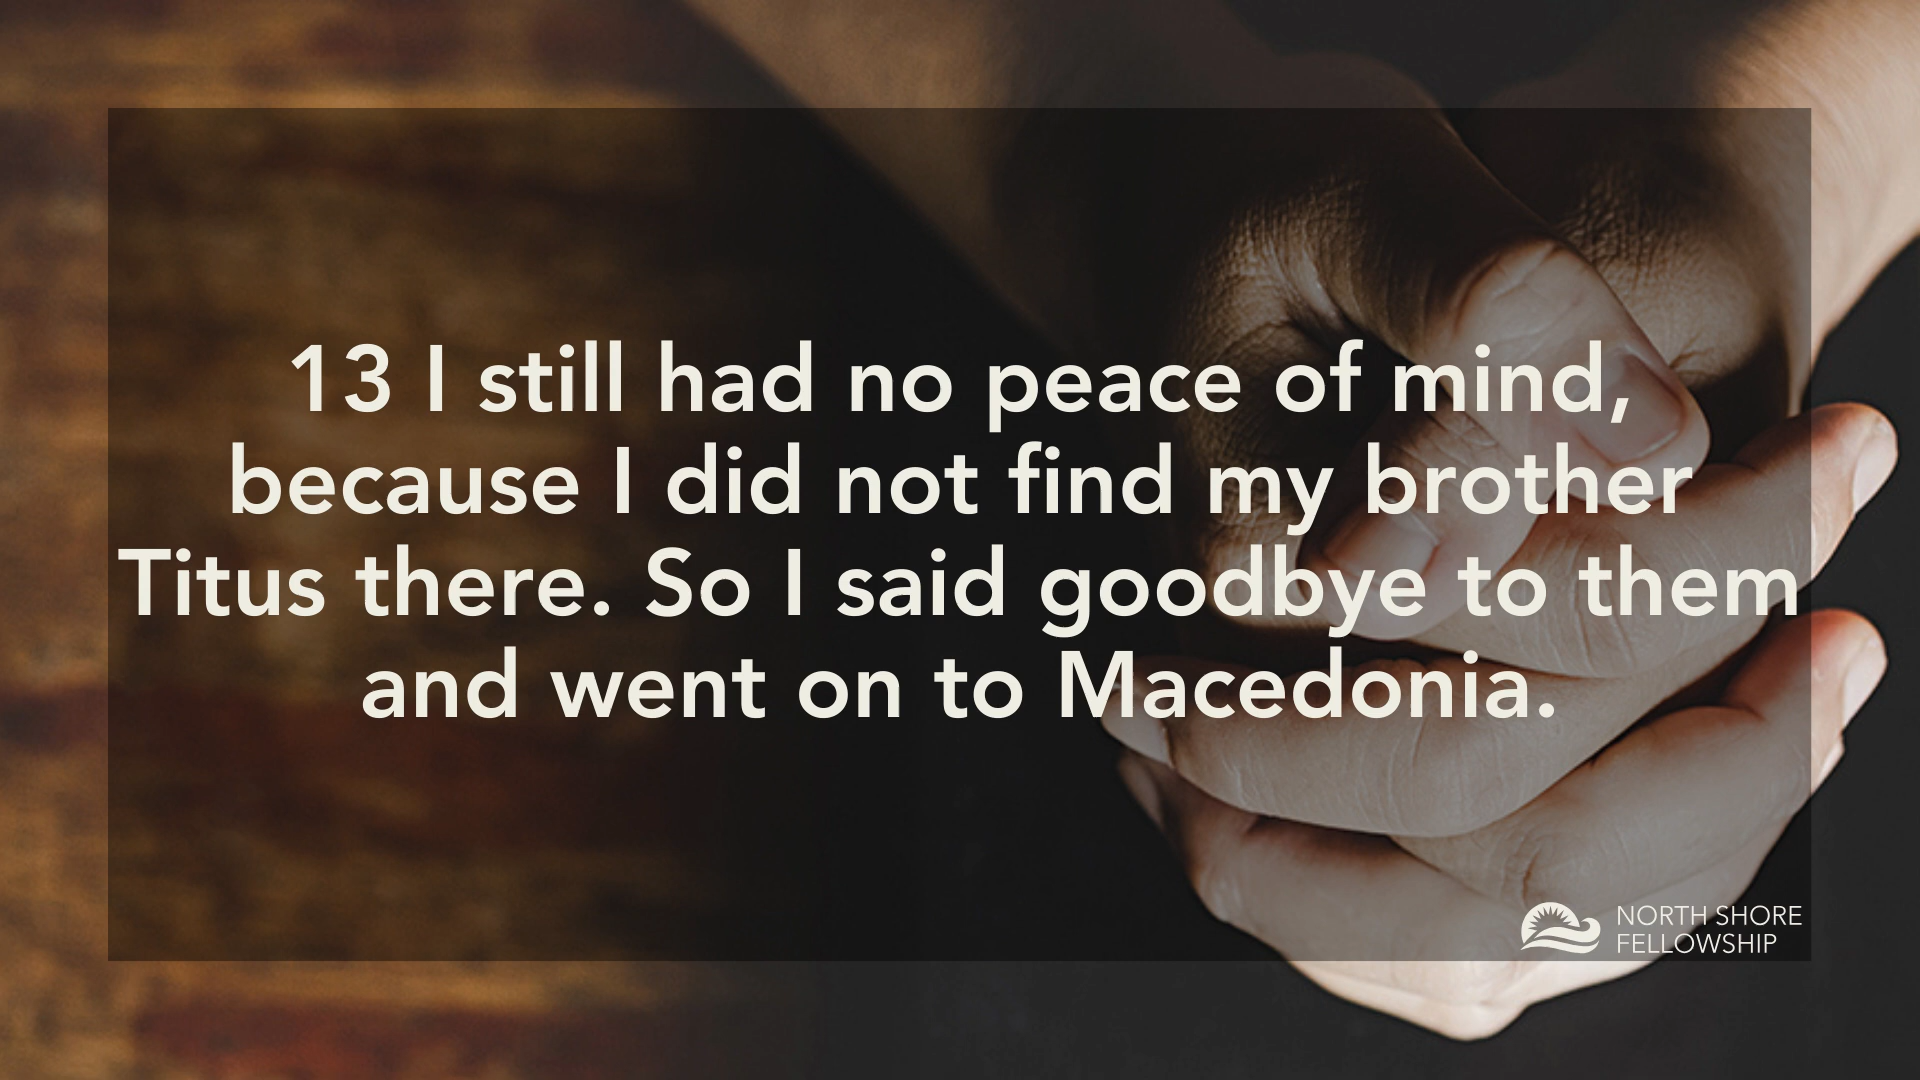 13 I still had no peace of mind,
because I did not find my brother
Titus there. So I said goodbye to them
and went on to Macedonia.
NORTH SHORE
FELLOWSHIP